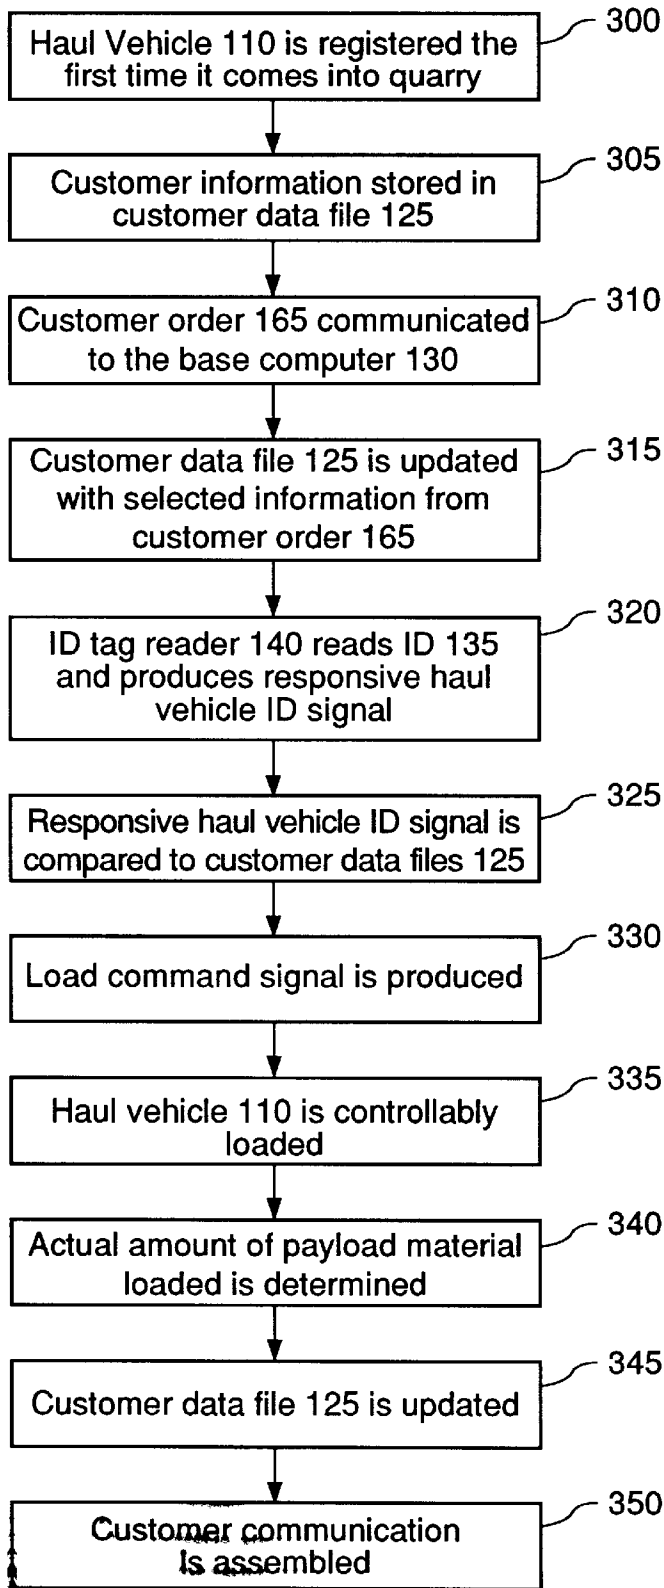 300
Haul Vehicle 110 is registered the
first time it comes into quarry
305
Customer information stored in
customer data file 125
310
Customer order 165 communicated
to the base computer 130
315
Customer data file 125 is updated
with selected information from
customer order 165
320
ID tag reader 140 reads ID 135
and produces responsive haul
vehicle ID signal
325
Responsive haul vehicle ID signal is
compared to customer data files 125
330
Load command signal is produced
335
Haul vehicle 110 is controllably
loaded
340
Actual amount of payload material
loaded is determined
345
Customer data file 125 is updated
350
Customer communication
Is assembled